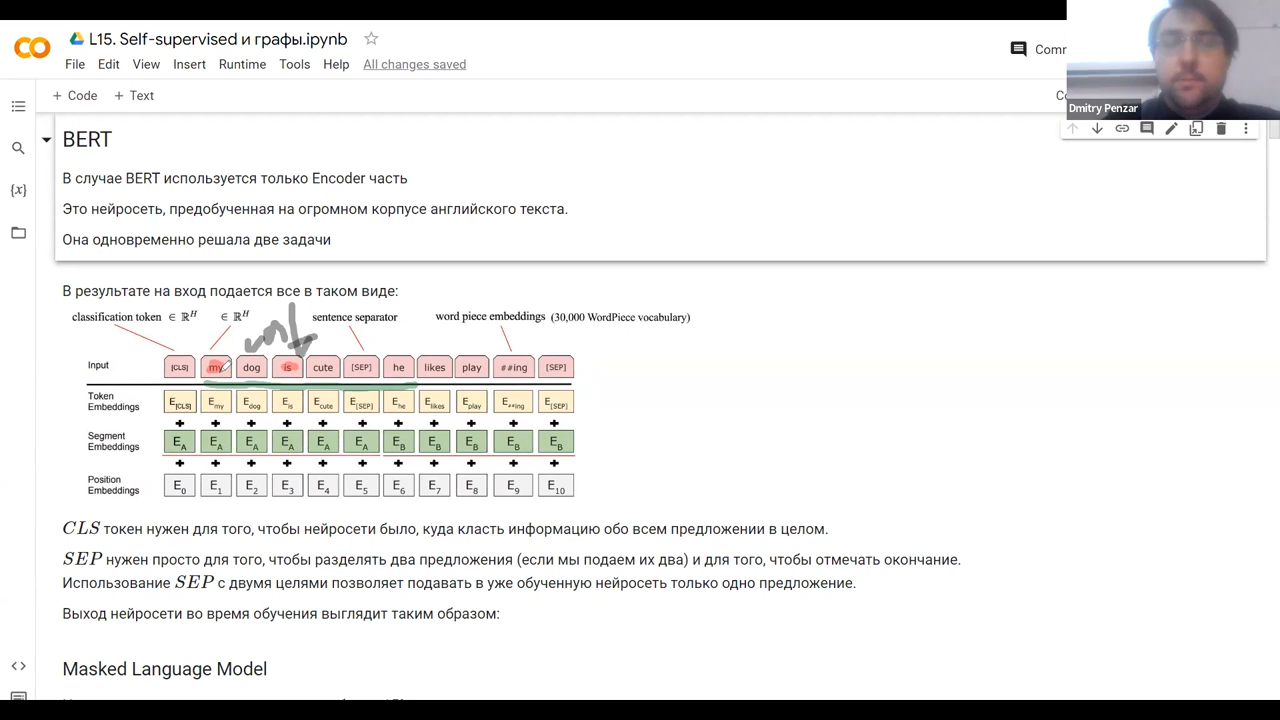 L15. Self-supervised и графы.ipynb
File Edit View Insert Runtime Tools Help All changes saved
Comm
Dmitry Penzar
+ Code + Text
Co
BERT
В случае BERT используется только Encoder часть
Это нейросеть, предобученная на огромном корпусе английского текста.
Она одновременно решала две задачи
В результате на вход подается все в таком виде:
classification token ∈ ℝ^H ∈ ℝ^H sentence separator word piece embeddings (30,000 WordPiece vocabulary)
Input [CLS] my dog is cute [SEP] he likes play ##ing [SEP]
Token Embeddings E[CLS] Emy Edog Eis Ecute E[SEP] Ehe Elikes Eplay E##ing E[SEP]
+ + + + + + + + + + +
Segment Embeddings EA EA EA EA EA EA EB EB EB EB EB
+ + + + + + + + + + +
Position Embeddings E0 E1 E2 E3 E4 E5 E6 E7 E8 E9 E10
CLS токен нужен для того, чтобы нейросети было, куда класть информацию обо всем предложении в целом.
SEP нужен просто для того, чтобы разделять два предложения (если мы подаем их два) и для того, чтобы отмечать окончание.
Использование SEP с двумя целями позволяет подавать в уже обученную нейросеть только одно предложение.
Выход нейросети во время обучения выглядит таким образом:
Masked Language Model